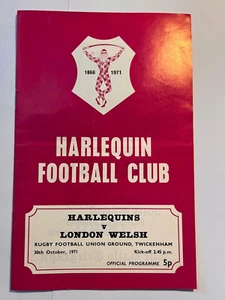 1866 1971
HARLEQUIN
FOOTBALL CLUB
HARLEQUINS
v
LONDON WELSH
RUGBY FOOTBALL UNION GROUND, TWICKENHAM
30th October, 1971 Kick-off 2.45 p.m.
OFFICIAL PROGRAMME 5p